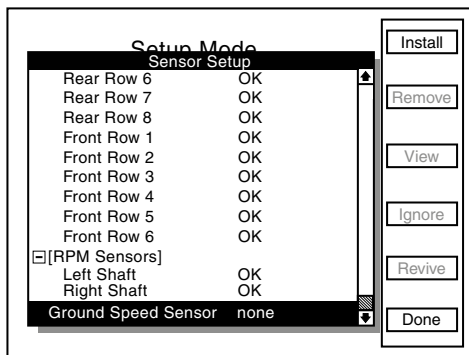 Setup Mode
Sensor Setup
Rear Row 6 OK
Rear Row 7 OK
Rear Row 8 OK
Front Row 1 OK
Front Row 2 OK
Front Row 3 OK
Front Row 4 OK
Front Row 5 OK
Front Row 6 OK
[RPM Sensors]
Left Shaft OK
Right Shaft OK
Ground Speed Sensor none
Install
Remove
View
Ignore
Revive
Done